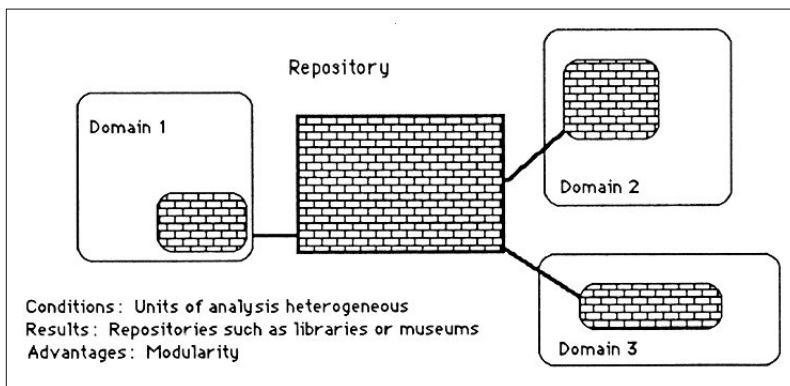 Repository
Domain 1
Domain 2
Domain 3
Conditions: Units of analysis heterogeneous
Results: Repositories such as libraries or museums
Advantages: Modularity